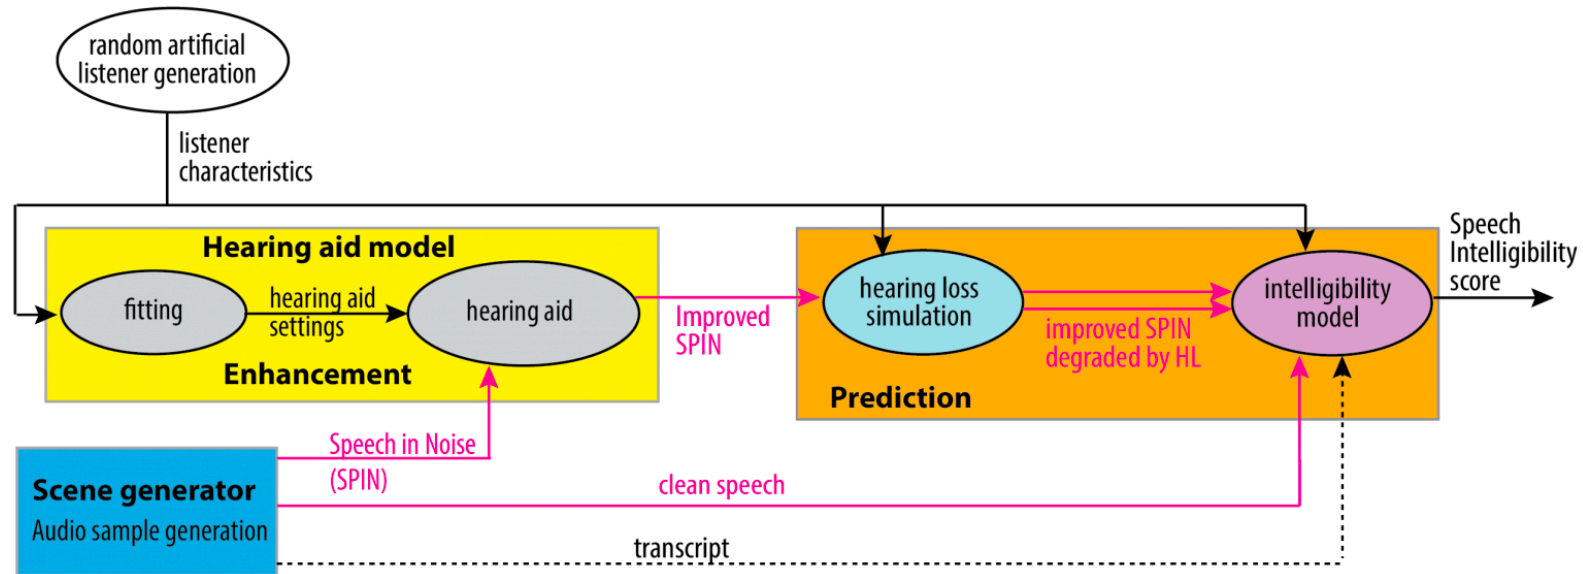 random artificial
listener generation
listener
characteristics
Hearing aid model
fitting
hearing aid
settings
hearing aid
Enhancement
Improved
SPIN
hearing loss
simulation
improved SPIN
degraded by HL
intelligibility
model
Prediction
Speech
Intelligibility
score
Scene generator
Audio sample generation
Speech in Noise
(SPIN)
clean speech
transcript